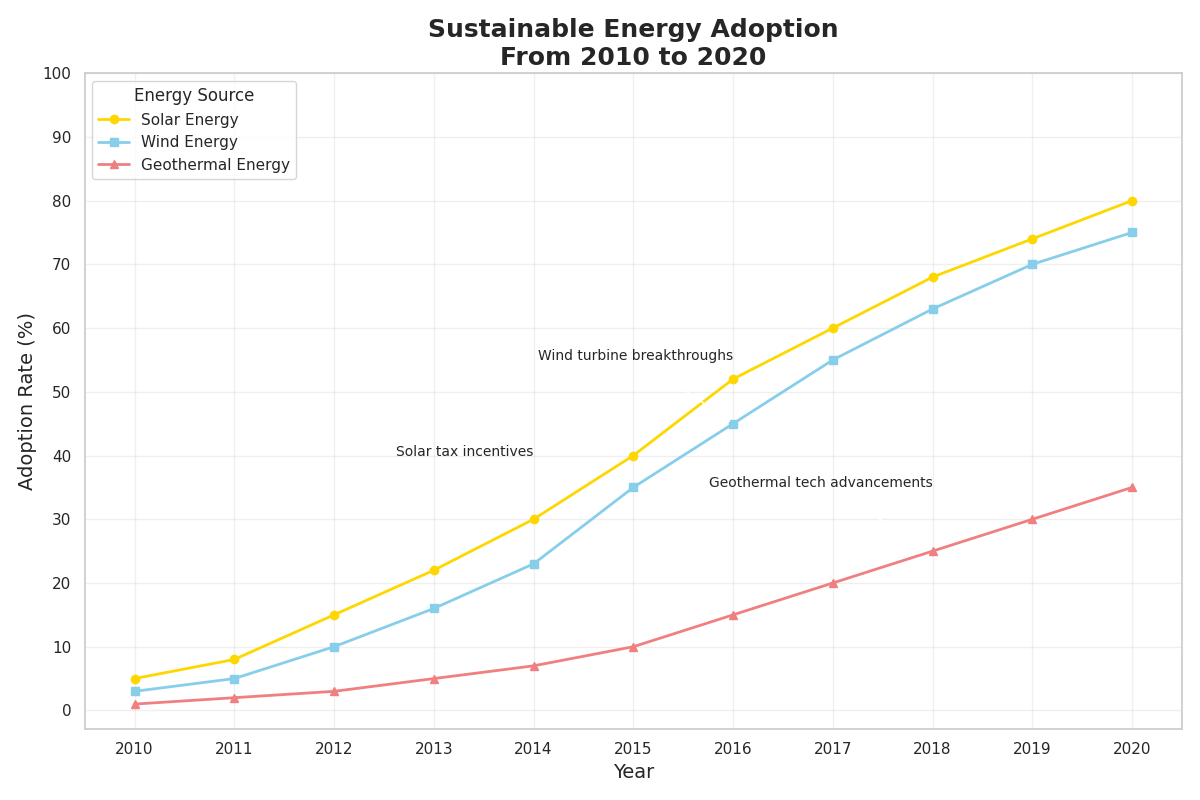 Sustainable Energy Adoption
From 2010 to 2020
Energy Source
Solar Energy
Wind Energy
Geothermal Energy
Adoption Rate (%)
100
90
80
70
60
50
40
30
20
10
0
Wind turbine breakthroughs
Solar tax incentives
Geothermal tech advancements
2010 2011 2012 2013 2014 2015 2016 2017 2018 2019 2020
Year